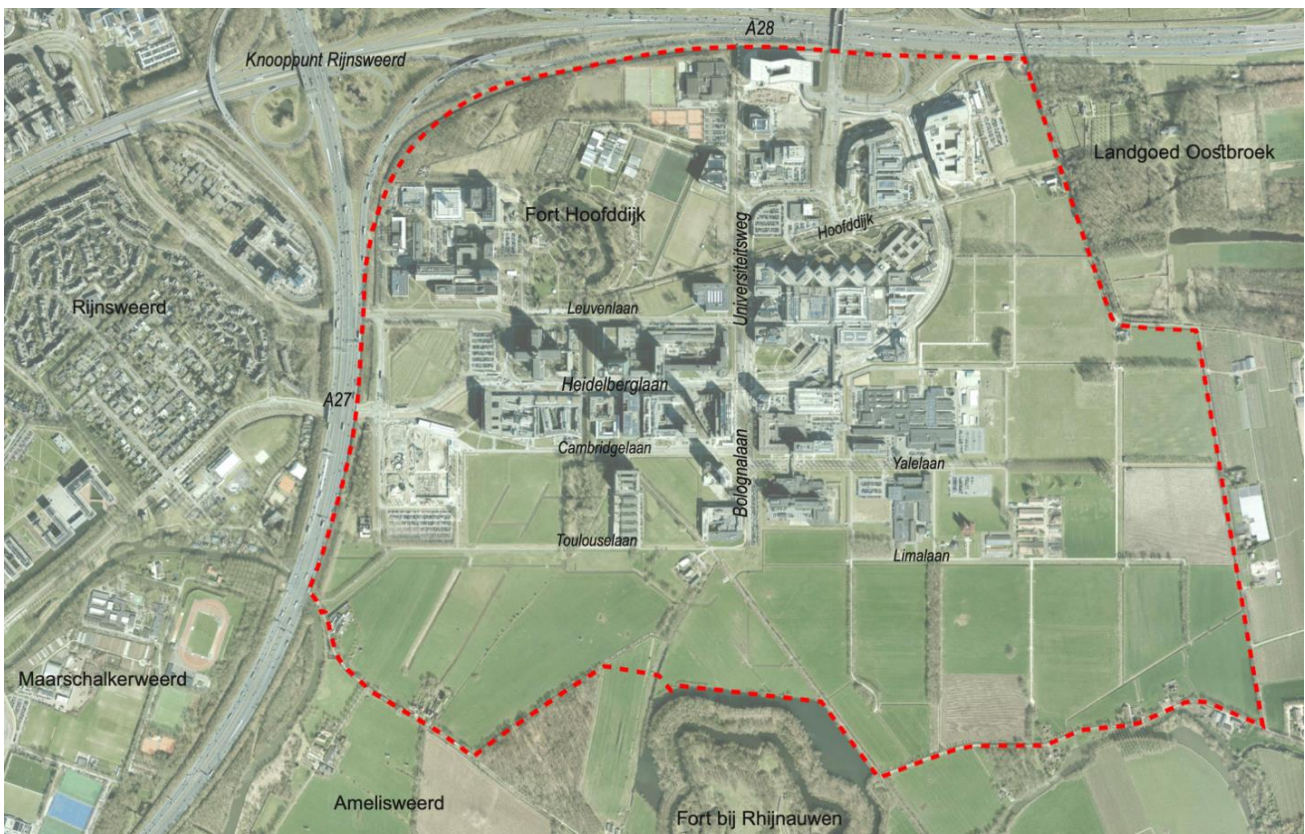 A28
Knooppunt Rijnsweerd
Landgoed Oostbroek
Fort Hoofddijk
Hoofddijk
Universiteitsweg
Rijnsweerd
Leuvenlaan
Heidelberglaan
A27
Cambridgelaan
Bolognalaan
Yalelaan
Toulouselaan
Limalaan
Maarschalkerweerd
Amelisweerd
Fort bij Rhijnauwen